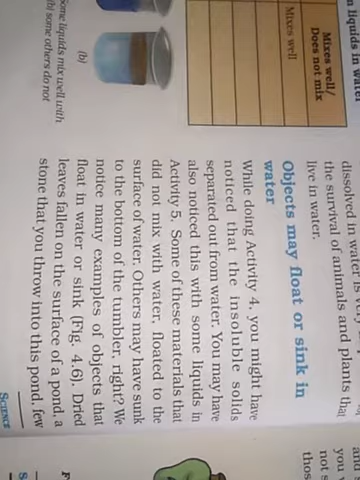 n liquids in water
Mixes well/
Does not mix
Mixes well
(b)
Some liquids mix well with
(b) some others do not
dissolved in water is
the survival of animals and plants that
live in water.
Objects may float or sink in
water
While doing Activity 4, you might have
noticed that the insoluble solids
separated out from water. You may have
also noticed this with some liquids in
Activity 5. Some of these materials that
did not mix with water, floated to the
surface of water. Others may have sunk
to the bottom of the tumbler, right? We
notice many examples of objects that
float in water or sink (Fig. 4.6). Dried
leaves fallen on the surface of a pond, a
stone that you throw into this pond, few
SCIENCE
you
not s
thos